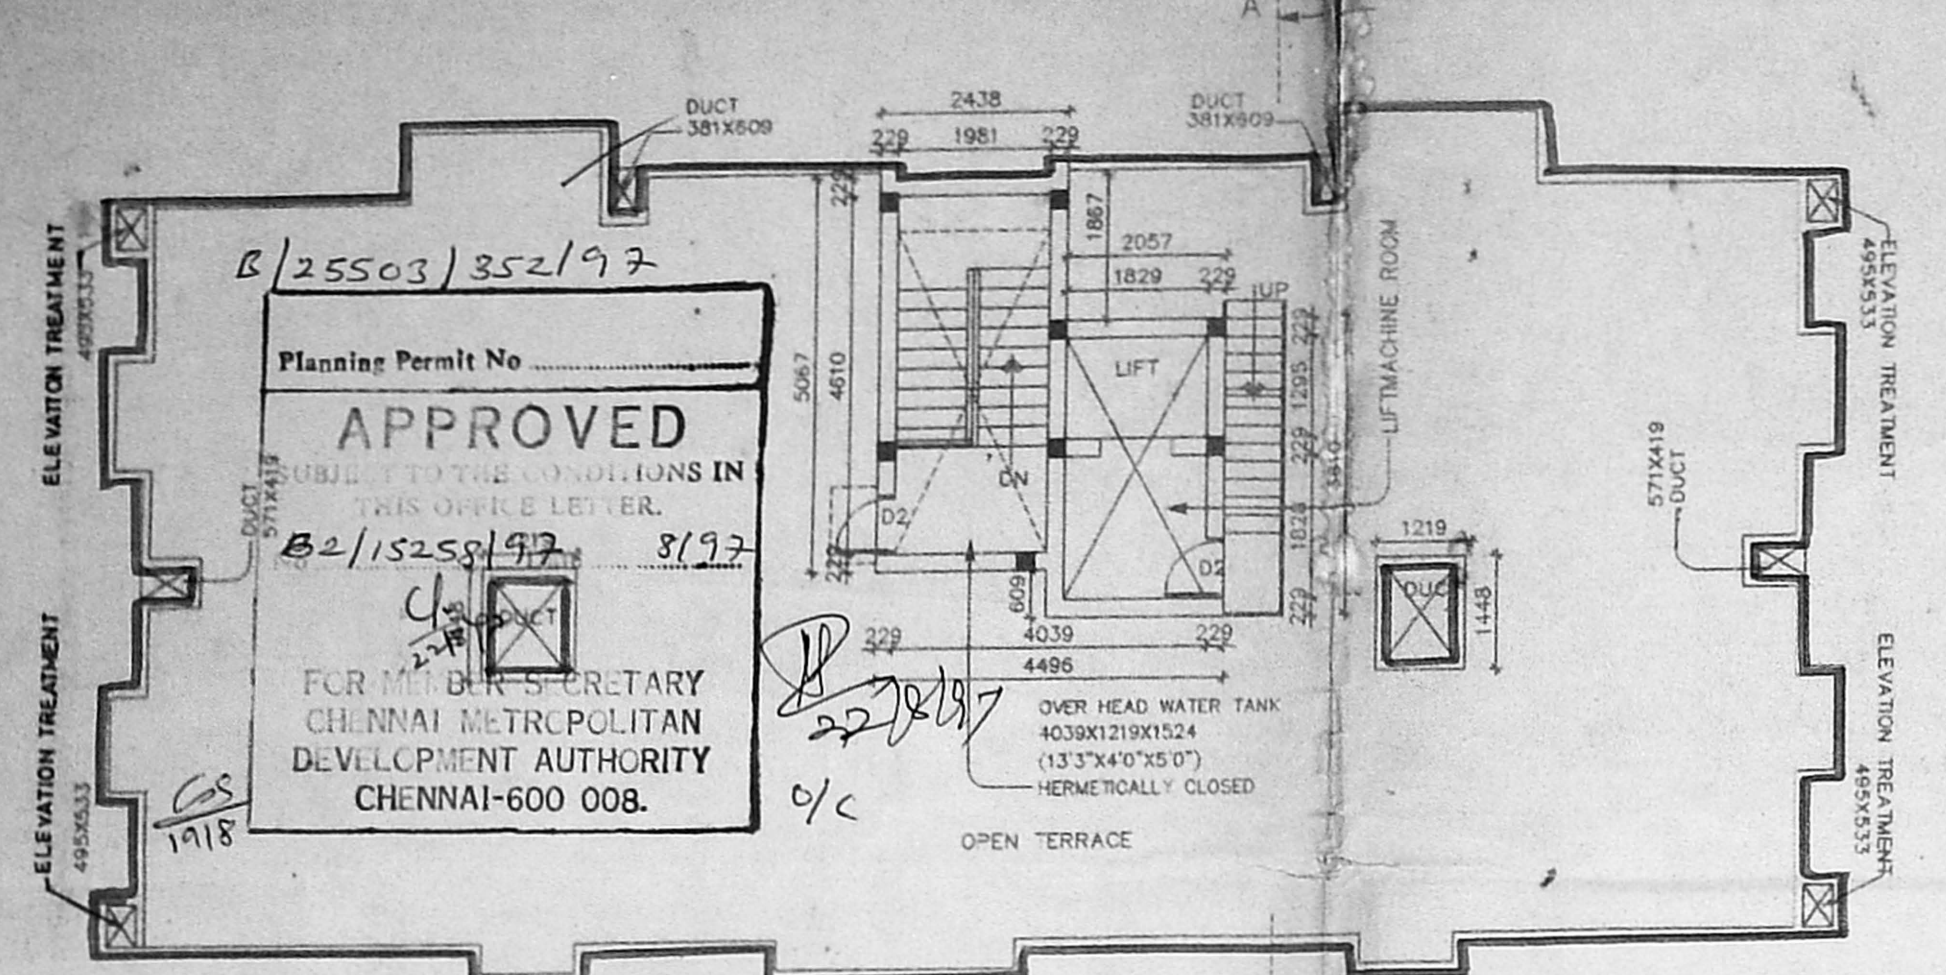 A
DUCT
381X609
2438
229 1981 229
DUCT
381X609
ELEVATION TREATMENT
495X533
B/25503/352/97
Planning Permit No
APPROVED
SUBJECT TO THE CONDITIONS IN
THIS OFFICE LETTER.
B2/15258/97 8/97
DUCT
FOR MEMBER SECRETARY
CHENNAI METROPOLITAN
DEVELOPMENT AUTHORITY
CHENNAI-600 008.
DUCT
571X419
ELEVATION TREATMENT
495X533
19/8
22/8/97
O/C
229
5067
4610
229
1867
2057
1829 229
UP
LIFT
DN
D2
D2
609
229
1295
229
3810
1828
229
LIFTMACHINE ROOM
229 4039 229
4496
OVER HEAD WATER TANK
4039X1219X1524
(13'3"X4'0"X5'0")
HERMETICALLY CLOSED
OPEN TERRACE
1219
DUCT
1448
571X419
DUCT
ELEVATION TREATMENT
495X533
ELEVATION TREATMENT
495X533